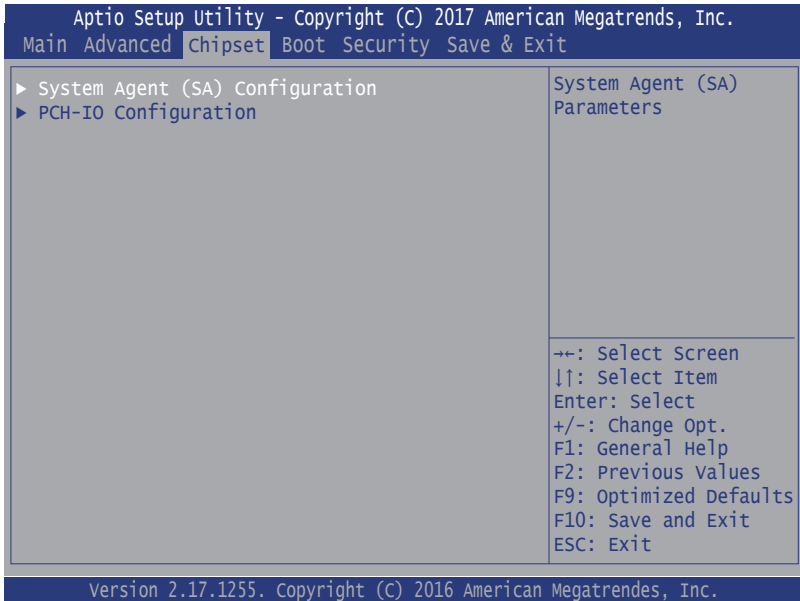 Aptio Setup Utility - Copyright (C) 2017 American Megatrends, Inc.
Main Advanced Chipset Boot Security Save & Exit
▶ System Agent (SA) Configuration
▶ PCH-IO Configuration
System Agent (SA)
Parameters
→←: Select Screen
↓↑: Select Item
Enter: Select
+/-: Change Opt.
F1: General Help
F2: Previous Values
F9: Optimized Defaults
F10: Save and Exit
ESC: Exit
Version 2.17.1255. Copyright (C) 2016 American Megatrendes, Inc.